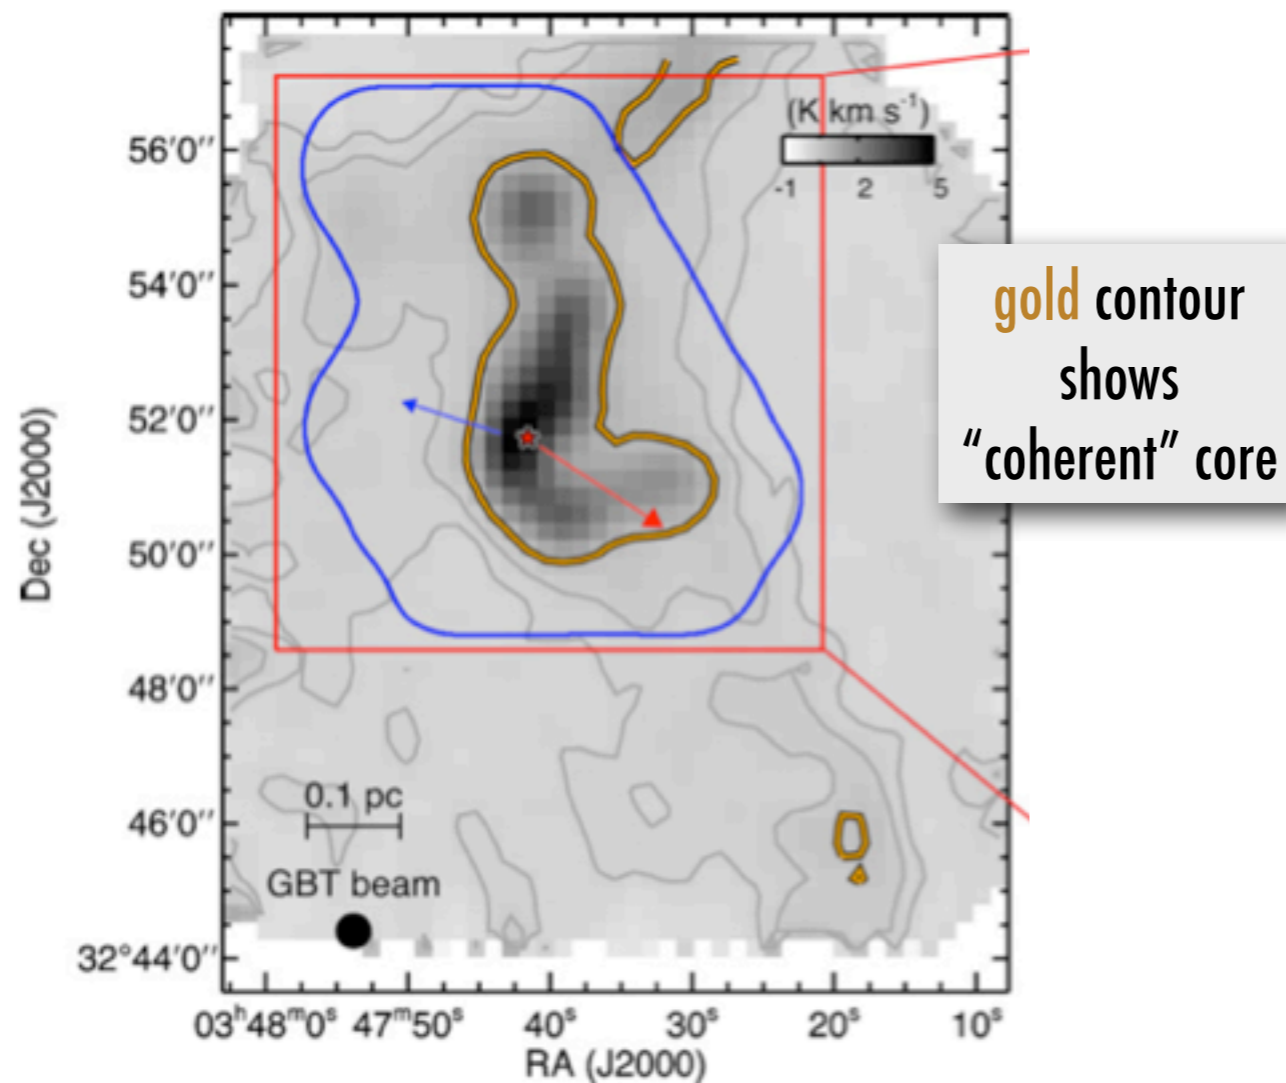 (K km s⁻¹)
-1 2 5
56′0″
54′0″
gold contour
shows
“coherent” core
52′0″
50′0″
Dec (J2000)
48′0″
0.1 pc
46′0″
GBT beam
32°44′0″
03ʰ48ᵐ0ˢ 47ᵐ50ˢ 40ˢ 30ˢ 20ˢ 10ˢ
RA (J2000)